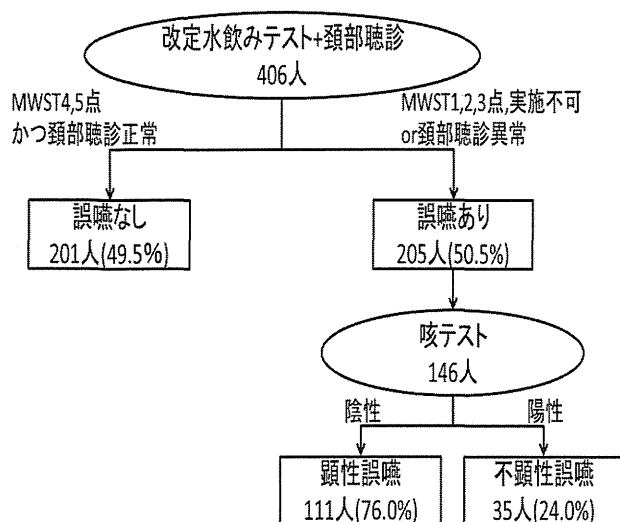 改定水飲みテスト+頚部聴診
406人
MWST4,5点
かつ頚部聴診正常
MWST1,2,3点,実施不可
or頚部聴診異常
誤嚥なし
201人(49.5%)
誤嚥あり
205人(50.5%)
咳テスト
146人
陰性
陽性
顕性誤嚥
111人(76.0%)
不顕性誤嚥
35人(24.0%)